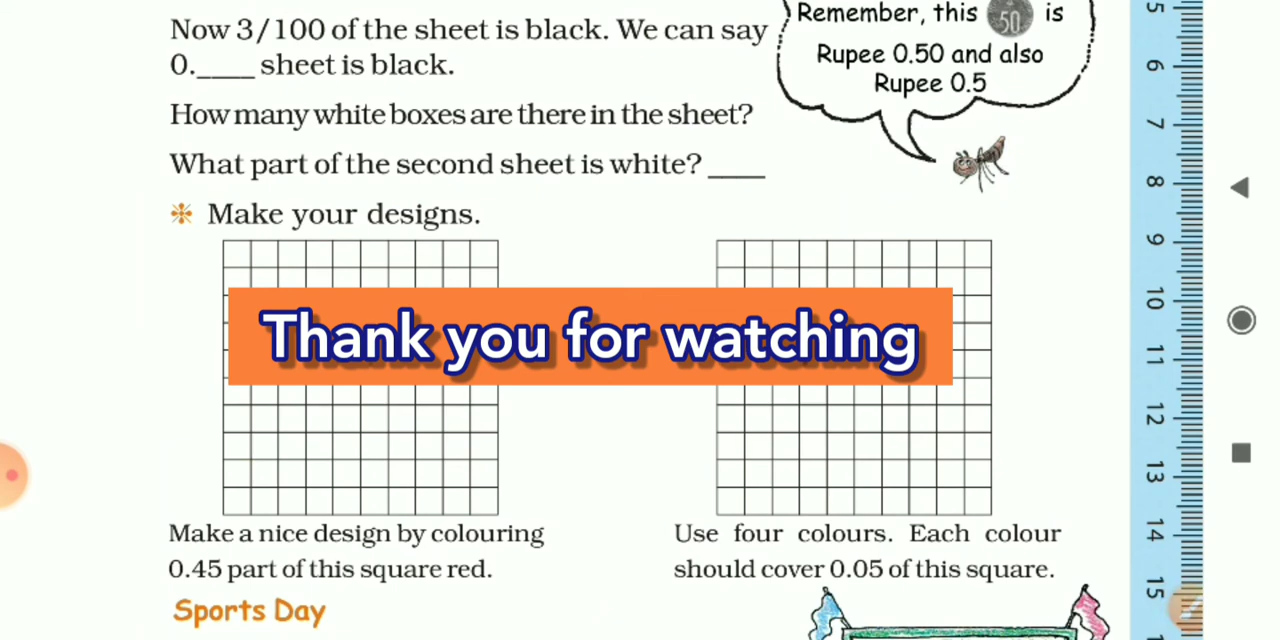 Now 3/100 of the sheet is black. We can say
0.____ sheet is black.
How many white boxes are there in the sheet?
What part of the second sheet is white? ____
Remember, this 50 is
Rupee 0.50 and also
Rupee 0.5
Make your designs.
Thank you for watching
Make a nice design by colouring
0.45 part of this square red.
Use four colours. Each colour
should cover 0.05 of this square.
Sports Day
5
6
7
8
9
10
11
12
13
14
15